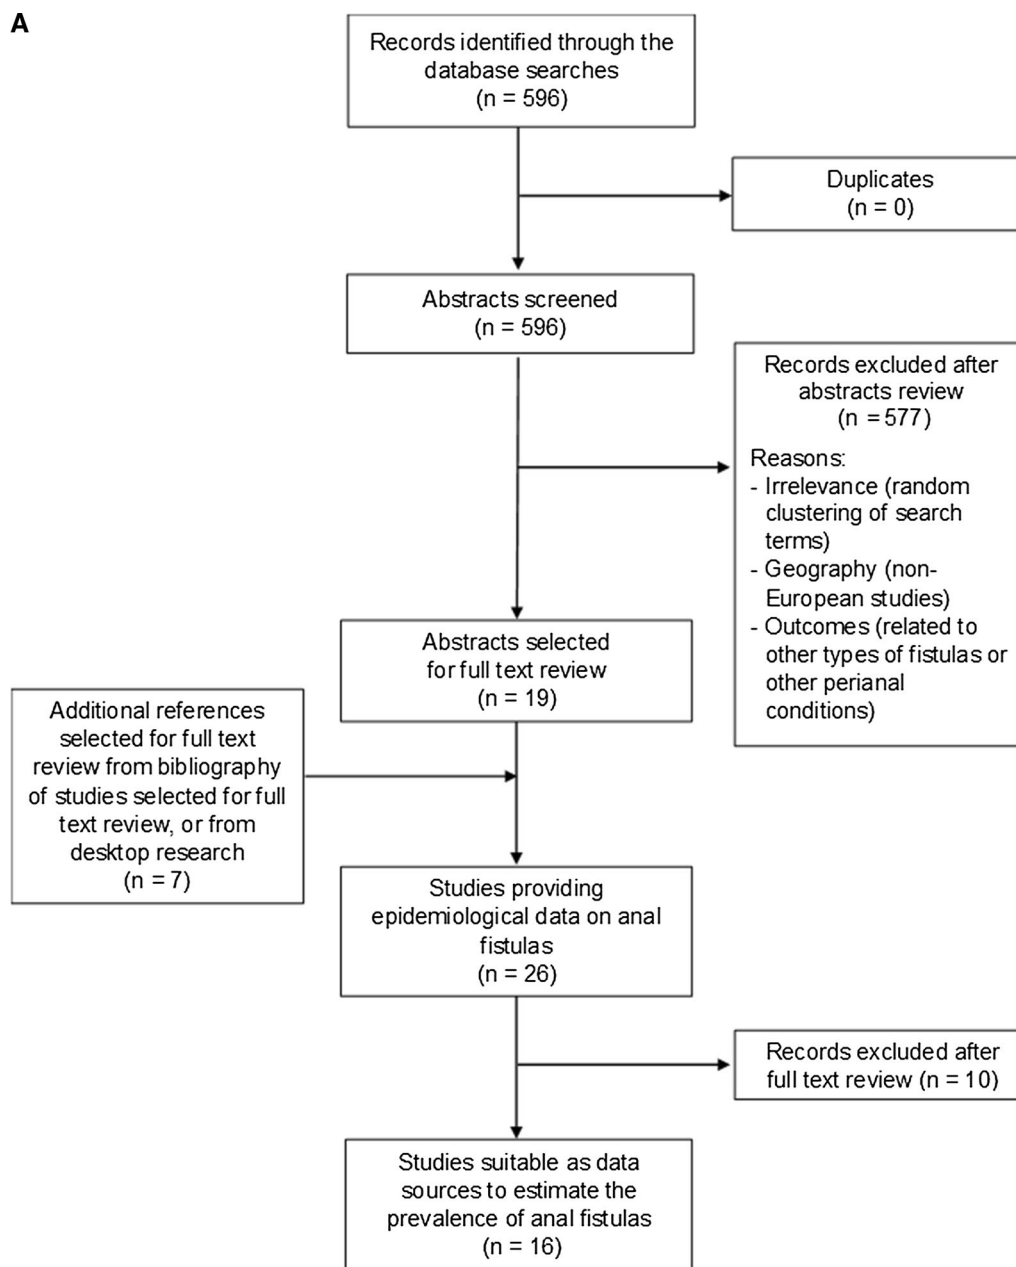 A
Records identified through the
database searches
(n = 596)
Duplicates
(n = 0)
Abstracts screened
(n = 596)
Records excluded after
abstracts review
(n = 577)
Reasons:
- Irrelevance (random
clustering of search
terms)
- Geography (non-
European studies)
- Outcomes (related to
other types of fistulas or
other perianal
conditions)
Abstracts selected
for full text review
(n = 19)
Additional references
selected for full text
review from bibliography
of studies selected for full
text review, or from
desktop research
(n = 7)
Studies providing
epidemiological data on anal
fistulas
(n = 26)
Records excluded after
full text review (n = 10)
Studies suitable as data
sources to estimate the
prevalence of anal fistulas
(n = 16)